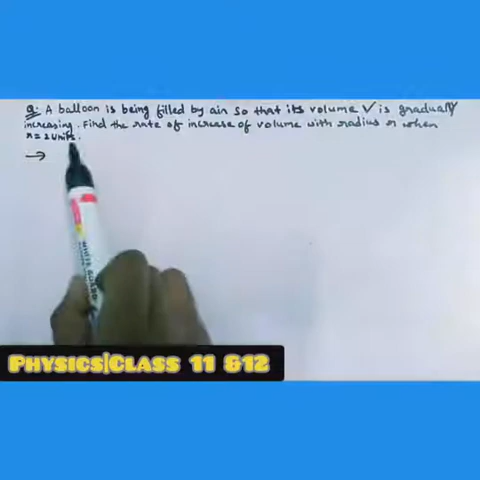 Q. A balloon is being filled by air so that its volume V is gradually
increasing. Find the rate of increase of volume with radius r when
r = 2 units.
→
PHYSICS|CLASS 11 &12